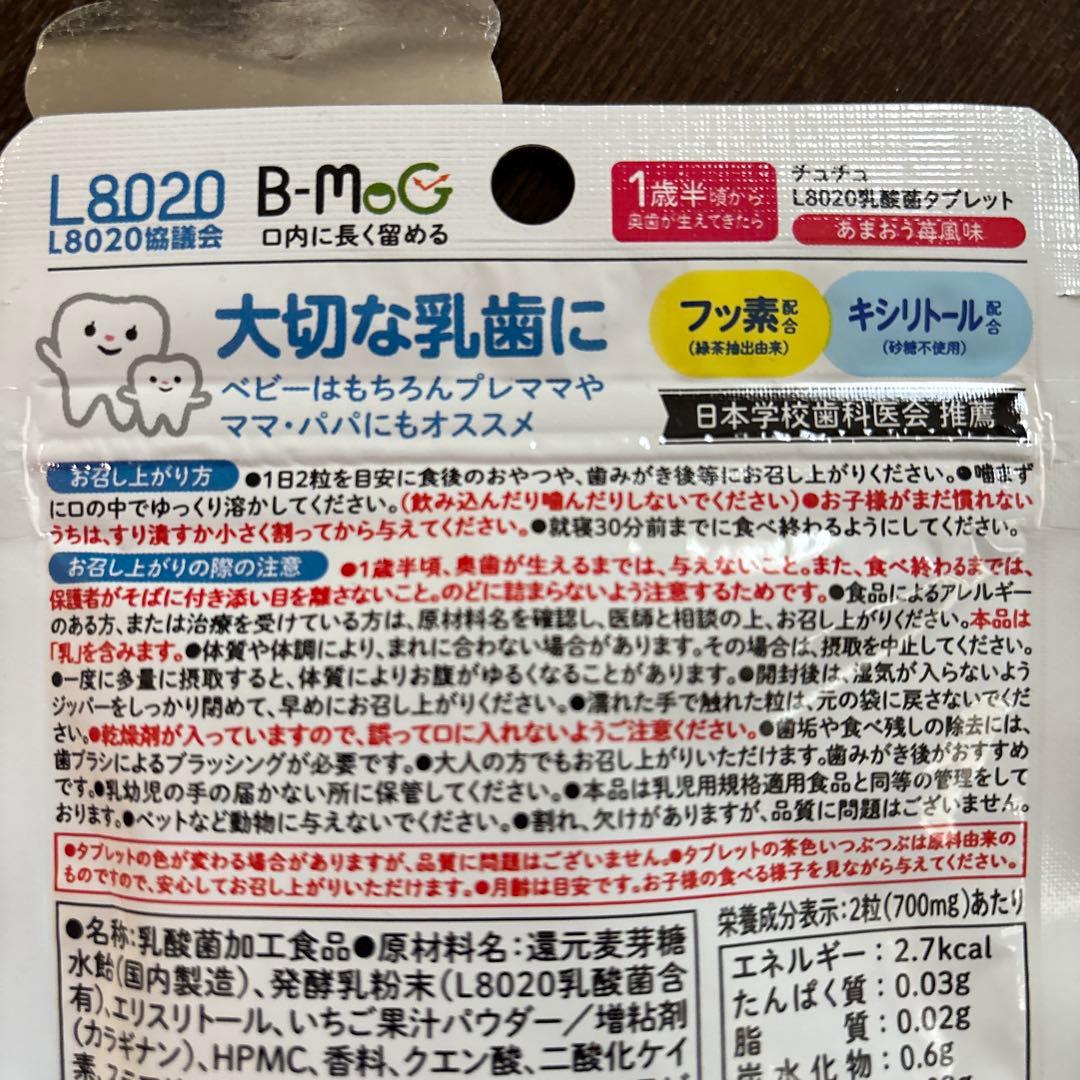 L8020
L8020協議会
B-MoG
口内に長く留める
1歳半頃から
奥歯が生えてきたら
チュチュ
L8020乳酸菌タブレット
あまおう苺風味
大切な乳歯に
ベビーはもちろんプレママや
ママ・パパにもオススメ
フッ素配合
(緑茶抽出由来)
キシリトール配合
(砂糖不使用)
日本学校歯科医会 推薦
お召し上がり方 ●1日2粒を目安に食後のおやつや、歯みがき後等にお召し上がりください。●噛まず
に口の中でゆっくり溶かしてください。(飲み込んだり噛んだりしないでください)●お子様がまだ慣れない
うちは、すり潰すか小さく割ってから与えてください。●就寝30分前までに食べ終わるようにしてください。
お召し上がりの際の注意 ●1歳半頃、奥歯が生えるまでは、与えないこと。また、食べ終わるまでは、
保護者がそばに付き添い目を離さないこと。のどに詰まらないよう注意するためです。●食品によるアレルギー
のある方、または治療を受けている方は、原材料名を確認し、医師と相談の上、お召し上がりください。本品は
「乳」を含みます。●体質や体調により、まれに合わない場合があります。その場合は、摂取を中止してください。
●一度に多量に摂取すると、体質によりお腹がゆるくなることがあります。●開封後は、湿気が入らないよう
ジッパーをしっかり閉めて、早めにお召し上がりください。●濡れた手で触れた粒は、元の袋に戻さないでくだ
さい。●乾燥剤が入っていますので、誤って口に入れないようご注意ください。●歯垢や食べ残しの除去には、
歯ブラシによるブラッシングが必要です。●大人の方でもお召し上がりいただけます。歯みがき後がおすすめ
です。●乳幼児の手の届かない所に保管してください。●本品は乳児用規格適用食品と同等の管理をして
おります。●ペットなど動物に与えないでください。●割れ、欠けがありますが、品質に問題はございません。
●タブレットの色が変わる場合がありますが、品質に問題はございません。●タブレットの茶色いつぶつぶは原料由来の
ものですので、安心してお召し上がりいただけます。●月齢は目安です。お子様の食べる様子を見ながら与えてください。
●名称:乳酸菌加工食品●原材料名:還元麦芽糖
水飴(国内製造)、発酵乳粉末(L8020乳酸菌含
有)、エリスリトール、いちご果汁パウダー/増粘剤
(カラギナン)、HPMC、香料、クエン酸、二酸化ケイ
素、
栄養成分表示:2粒(700mg)あたり
エネルギー:2.7kcal
たんぱく質:0.03g
脂質:0.02g
炭水化物:0.6g